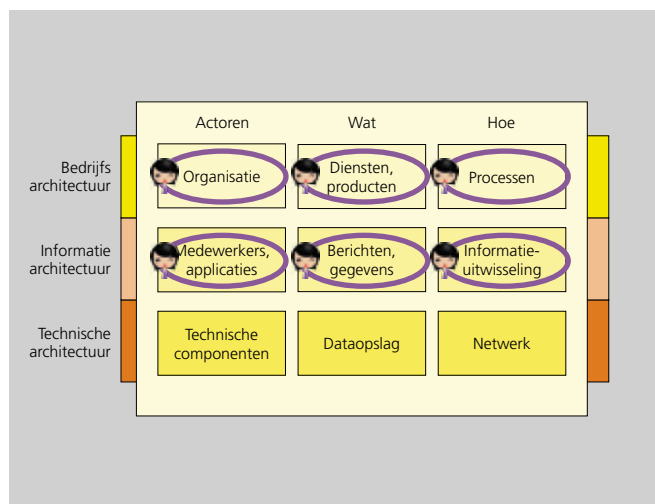 Actoren Wat Hoe
Bedrijfs
architectuur
Organisatie
Diensten,
producten
Processen
Informatie
architectuur
Medewerkers,
applicaties
Berichten,
gegevens
Informatie-
uitwisseling
Technische
architectuur
Technische
componenten
Dataopslag
Netwerk